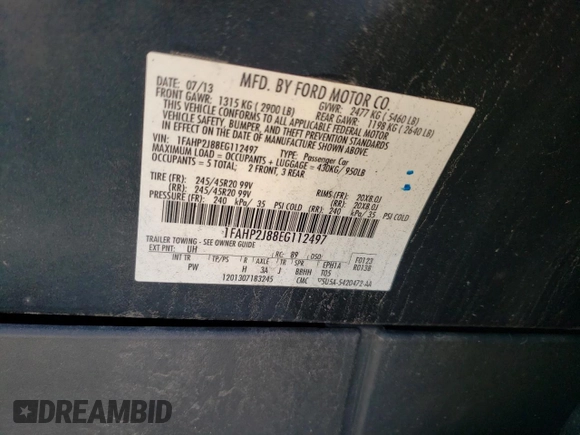 MFD. BY FORD MOTOR CO.
DATE: 07/13
GVWR: 2477 KG ( 5460 LB)
FRONT GAWR: 1315 KG ( 2900 LB)
REAR GAWR: 1198 KG ( 2640 LB)
THIS VEHICLE CONFORMS TO ALL APPLICABLE FEDERAL MOTOR
VEHICLE SAFETY, BUMPER, AND THEFT PREVENTION STANDARDS
IN EFFECT ON THE DATE OF MANUFACTURE SHOWN ABOVE.
VIN: 1FAHP2J88EG112497
TYPE: Passenger Car
MAXIMUM LOAD = OCCUPANTS + LUGGAGE = 430KG/ 950LB
OCCUPANTS = 5 TOTAL; 2 FRONT, 3 REAR
TIRE (FR): 245/45R20 99V RIMS (FR): 20X8.0J
(RR): 245/45R20 99V (RR): 20X8.0J
PRESSURE (FR): 240 kPa/ 35 PSI COLD (RR): 240 kPa/ 35 PSI COLD
1FAHP2J88EG112497
TRAILER TOWING - SEE OWNER GUIDE
EXT PNT: UH RC: 89 DSO: F0123
R0138
INT TR TP/PS R AXLE TR SPR EPH1A
PW H 3A J BBHH T05
1201307183245 CMC
DREAMBID